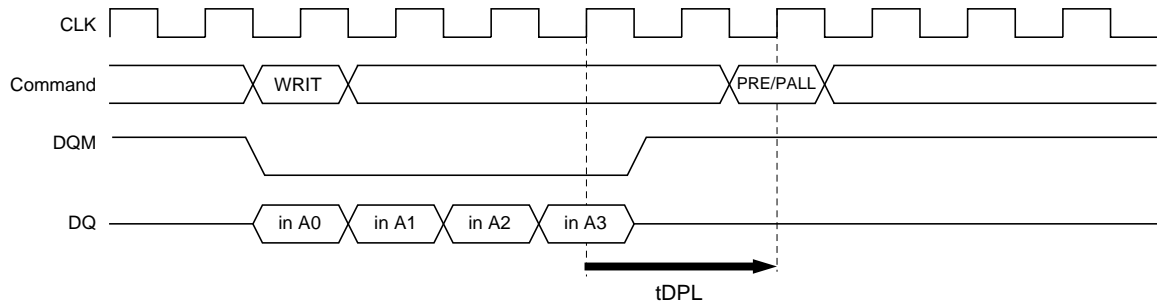 CLK
Command WRIT PRE/PALL
DQM
DQ in A0 in A1 in A2 in A3
tDPL